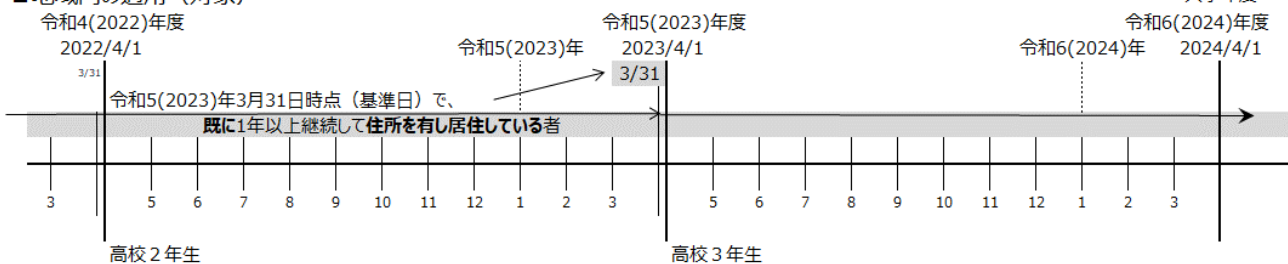 令和4(2022)年度
令和5(2023)年度
令和6(2024)年度
2022/4/1
令和5(2023)年
2023/4/1
令和6(2024)年
2024/4/1
3/31
3/31
令和5(2023)年3月31日時点（基準日）で、
既に1年以上継続して住所を有し居住している者
3 5 6 7 8 9 10 11 12 1 2 3 5 6 7 8 9 10 11 12 1 2 3
高校２年生
高校３年生